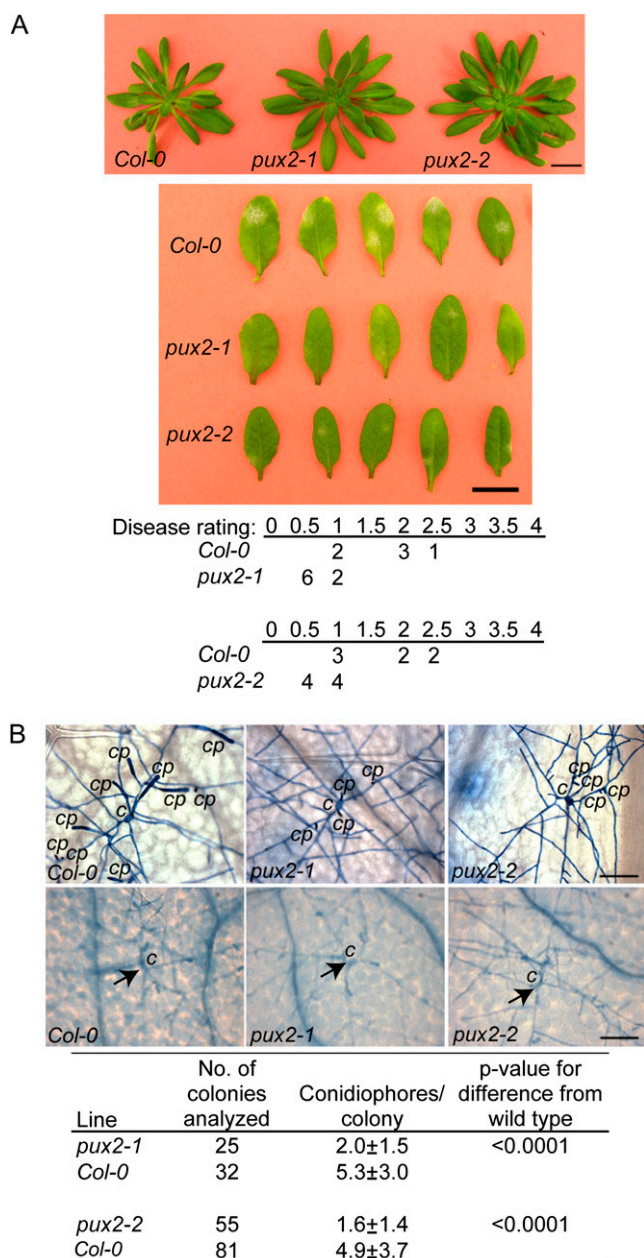 A
Col-0 pux2-1 pux2-2
Col-0
pux2-1
pux2-2
Disease rating: 0 0.5 1 1.5 2 2.5 3 3.5 4
Col-0 2 3 1
pux2-1 6 2
0 0.5 1 1.5 2 2.5 3 3.5 4
Col-0 3 2 2
pux2-2 4 4
B
cp cp cp cp cp c cp cp cp cp Col-0
cp cp c cp cp pux2-1
cp cp cp cp c pux2-2
c Col-0
c pux2-1
c pux2-2
Line No. of colonies analyzed Conidiophores/ colony p-value for difference from wild type
pux2-1 25 2.0±1.5 <0.0001
Col-0 32 5.3±3.0
pux2-2 55 1.6±1.4 <0.0001
Col-0 81 4.9±3.7